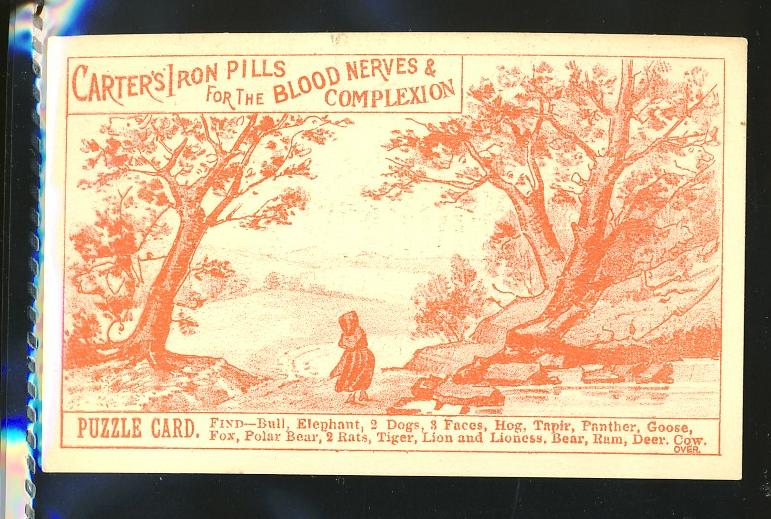 CARTER'S IRON PILLS
FOR THE BLOOD NERVES &
COMPLEXION
PUZZLE CARD.
FIND—Bull, Elephant, 2 Dogs, 3 Faces, Hog, Tapir, Panther, Goose,
Fox, Polar Bear, 2 Rats, Tiger, Lion and Lioness, Bear, Ram, Deer. Cow.
OVER.